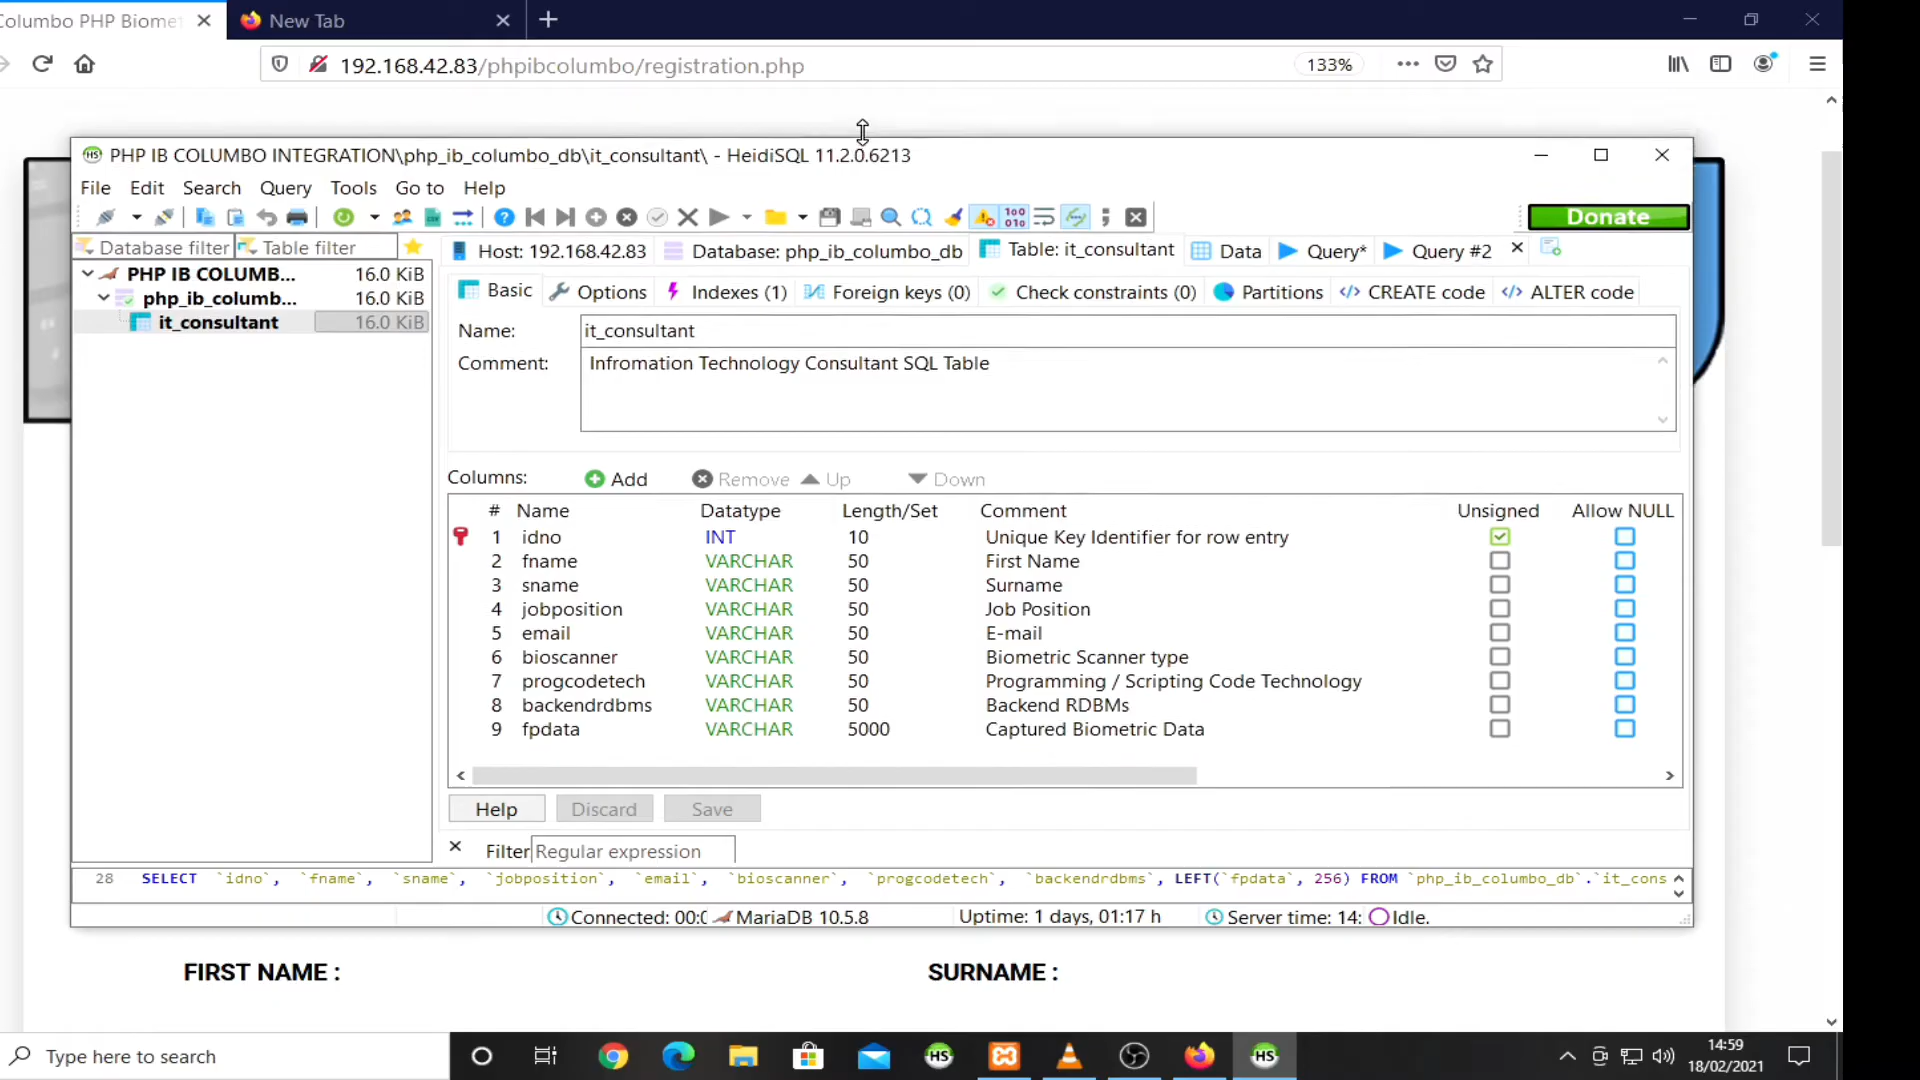 Columbo PHP Biome
New Tab
192.168.42.83/phpibcolumbo/registration.php
133%
PHP IB COLUMBO INTEGRATION\php_ib_columbo_db\it_consultant\ - HeidiSQL 11.2.0.6213
File Edit Search Query Tools Go to Help
Donate
Database filter Table filter
Host: 192.168.42.83 Database: php_ib_columbo_db Table: it_consultant Data Query* Query #2
PHP IB COLUMB... 16.0 KiB
php_ib_columb... 16.0 KiB
it_consultant 16.0 KiB
Basic Options Indexes (1) Foreign keys (0) Check constraints (0) Partitions CREATE code ALTER code
Name: it_consultant
Comment: Infromation Technology Consultant SQL Table
Columns: Add Remove Up Down
# Name Datatype Length/Set Comment Unsigned Allow NULL
1 idno INT 10 Unique Key Identifier for row entry
2 fname VARCHAR 50 First Name
3 sname VARCHAR 50 Surname
4 jobposition VARCHAR 50 Job Position
5 email VARCHAR 50 E-mail
6 bioscanner VARCHAR 50 Biometric Scanner type
7 progcodetech VARCHAR 50 Programming / Scripting Code Technology
8 backendrdbms VARCHAR 50 Backend RDBMs
9 fpdata VARCHAR 5000 Captured Biometric Data
Help Discard Save
Filter Regular expression
28 SELECT `idno`, `fname`, `sname`, `jobposition`, `email`, `bioscanner`, `progcodetech`, `backendrdbms`, LEFT(`fpdata`, 256) FROM `php_ib_columbo_db`.`it_cons
Connected: 00:0 MariaDB 10.5.8 Uptime: 1 days, 01:17 h Server time: 14: Idle.
FIRST NAME : SURNAME :
Type here to search
HS
HS
14:59
18/02/2021